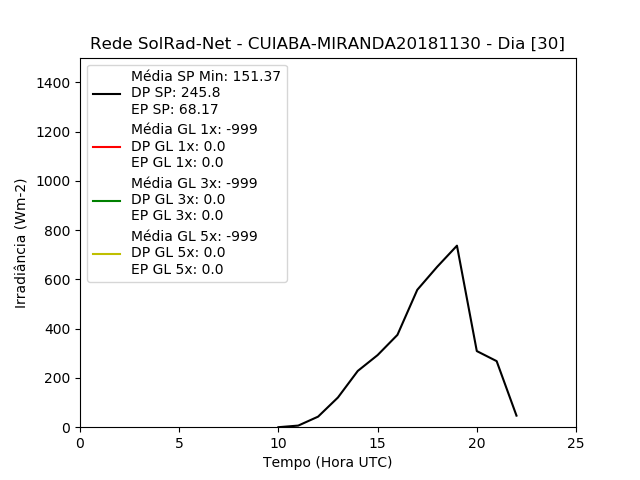 Rede SolRad-Net - CUIABA-MIRANDA20181130 - Dia [30]
Média SP Min: 151.37
DP SP: 245.8
EP SP: 68.17
Média GL 1x: -999
DP GL 1x: 0.0
EP GL 1x: 0.0
Média GL 3x: -999
DP GL 3x: 0.0
EP GL 3x: 0.0
Média GL 5x: -999
DP GL 5x: 0.0
EP GL 5x: 0.0
Irradiância (Wm-2)
1400
1200
1000
800
600
400
200
0
0 5 10 15 20 25
Tempo (Hora UTC)